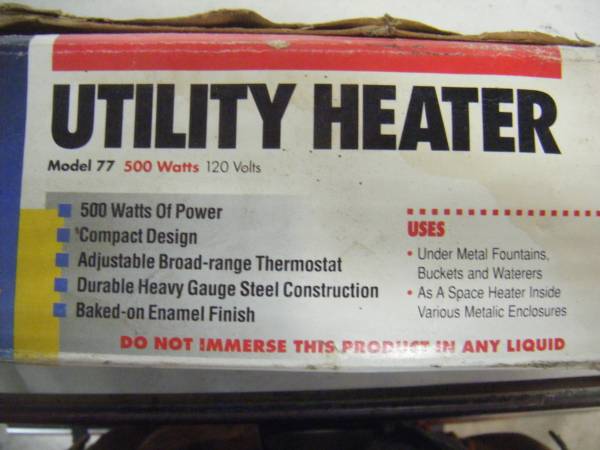 UTILITY HEATER
Model 77 500 Watts 120 Volts
500 Watts Of Power
Compact Design
Adjustable Broad-range Thermostat
Durable Heavy Gauge Steel Construction
Baked-on Enamel Finish
USES
• Under Metal Fountains,
Buckets and Waterers
• As A Space Heater Inside
Various Metalic Enclosures
DO NOT IMMERSE THIS PRODUCT IN ANY LIQUID